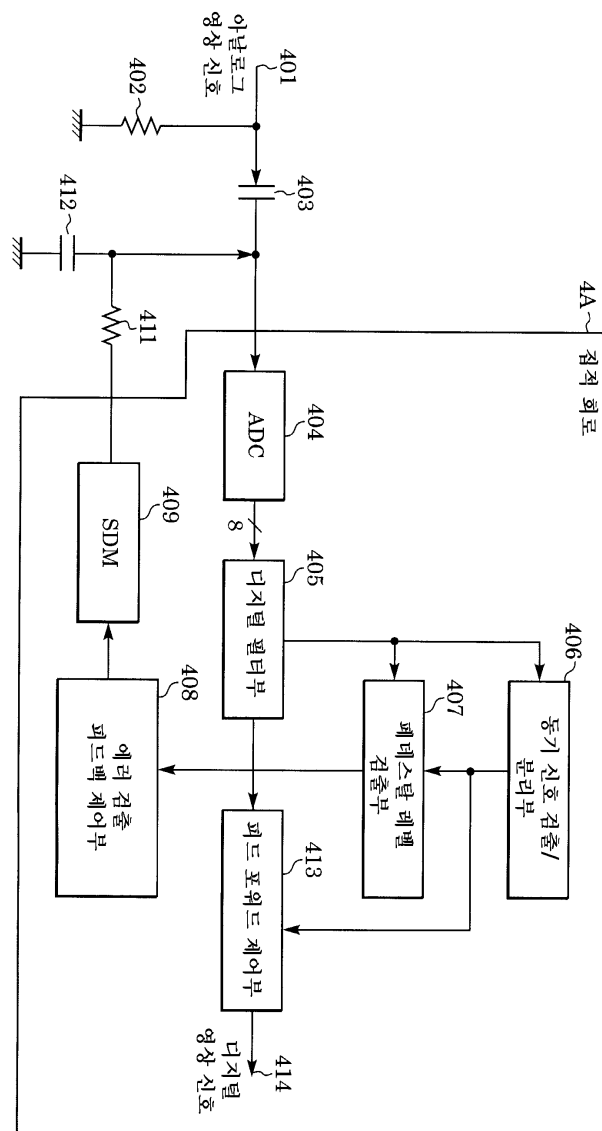 4A
집적 회로
406
동기 신호 검출/
분리부
407
페데스탈 레벨
검출부
401
아날로그
영상 신호
402
403
404
ADC
8
405
디지털 필터부
413
피드 포워드 제어부
414
디지털
영상 신호
412
411
409
SDM
408
에러 검출
피드백 제어부